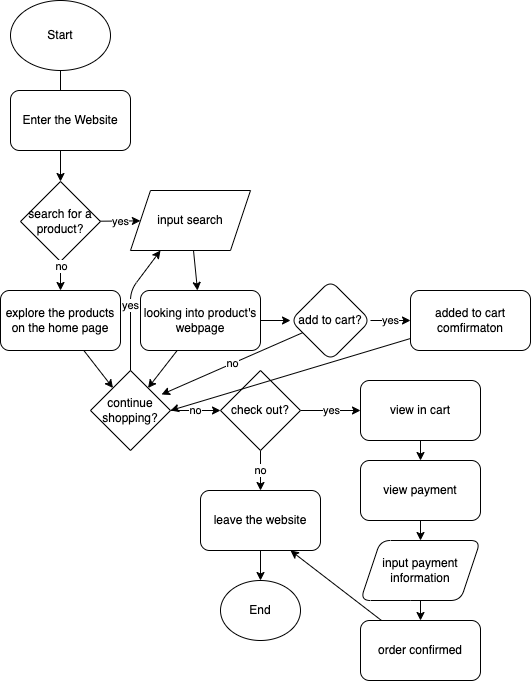 Start
Enter the Website
search for a
product?
yes
input search
no
explore the products
on the home page
yes
looking into product's
webpage
add to cart?
yes
added to cart
comfirmaton
no
continue
shopping?
no
check out?
yes
view in cart
no
view payment
leave the website
input payment
information
End
order confirmed